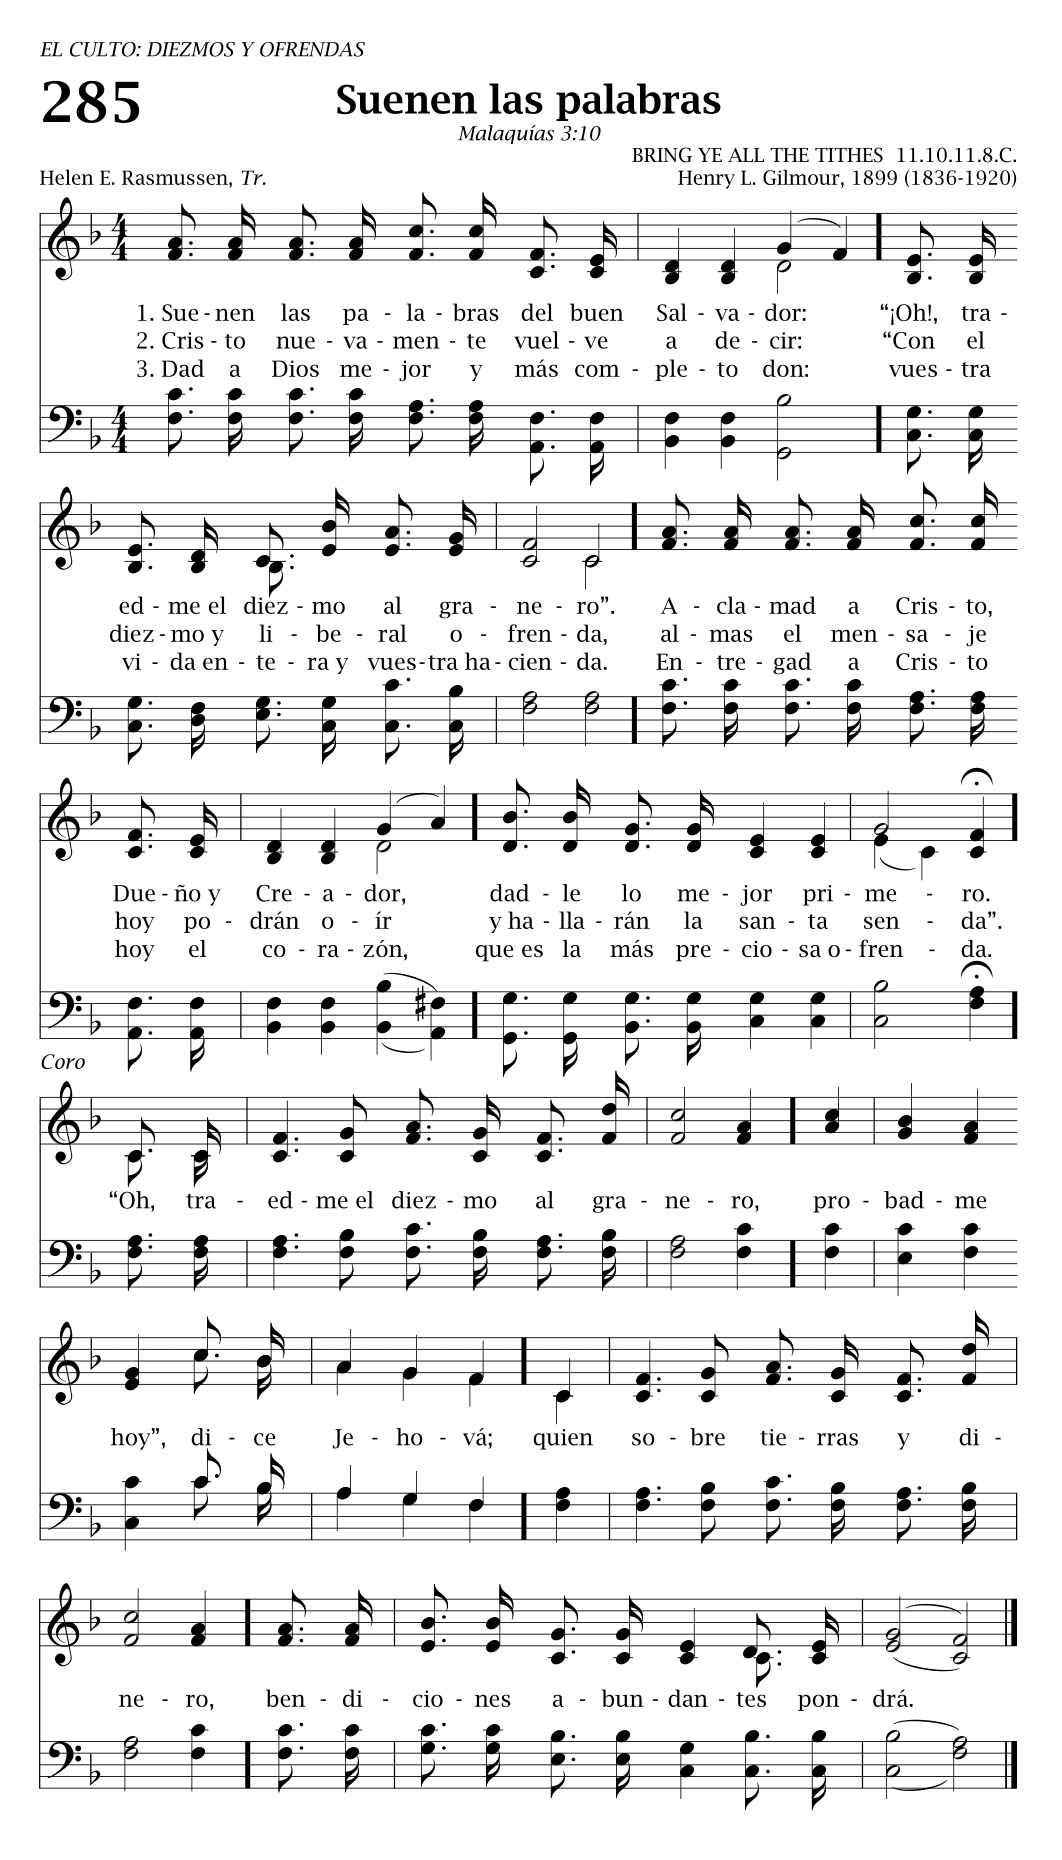 EL CULTO: DIEZMOS Y OFRENDAS
285
Suenen las palabras
Malaquías 3:10
BRING YE ALL THE TITHES 11.10.11.8.C.
Helen E. Rasmussen, Tr.
Henry L. Gilmour, 1899 (1836-1920)
1. Sue - nen las pa - la - bras del buen Sal - va - dor: “¡Oh!, tra -
2. Cris - to nue - va - men - te vuel - ve a de - cir: “Con el
3. Dad a Dios me - jor y más com - ple - to don: vues - tra
ed - me el diez - mo al gra - ne - ro”. A - cla - mad a Cris - to,
diez - mo y li - be - ral o - fren - da, al - mas el men - sa - je
vi - da en - te - ra y vues - tra ha - cien - da. En - tre - gad a Cris - to
Due - ño y Cre - a - dor, dad - le lo me - jor pri - me - ro.
hoy po - drán o - ír y ha - lla - rán la san - ta sen - da”.
hoy el co - ra - zón, que es la más pre - cio - sa o - fren - da.
Coro
“Oh, tra - ed - me el diez - mo al gra - ne - ro, pro - bad - me
hoy”, di - ce Je - ho - vá; quien so - bre tie - rras y di -
ne - ro, ben - di - cio - nes a - bun - dan - tes pon - drá.